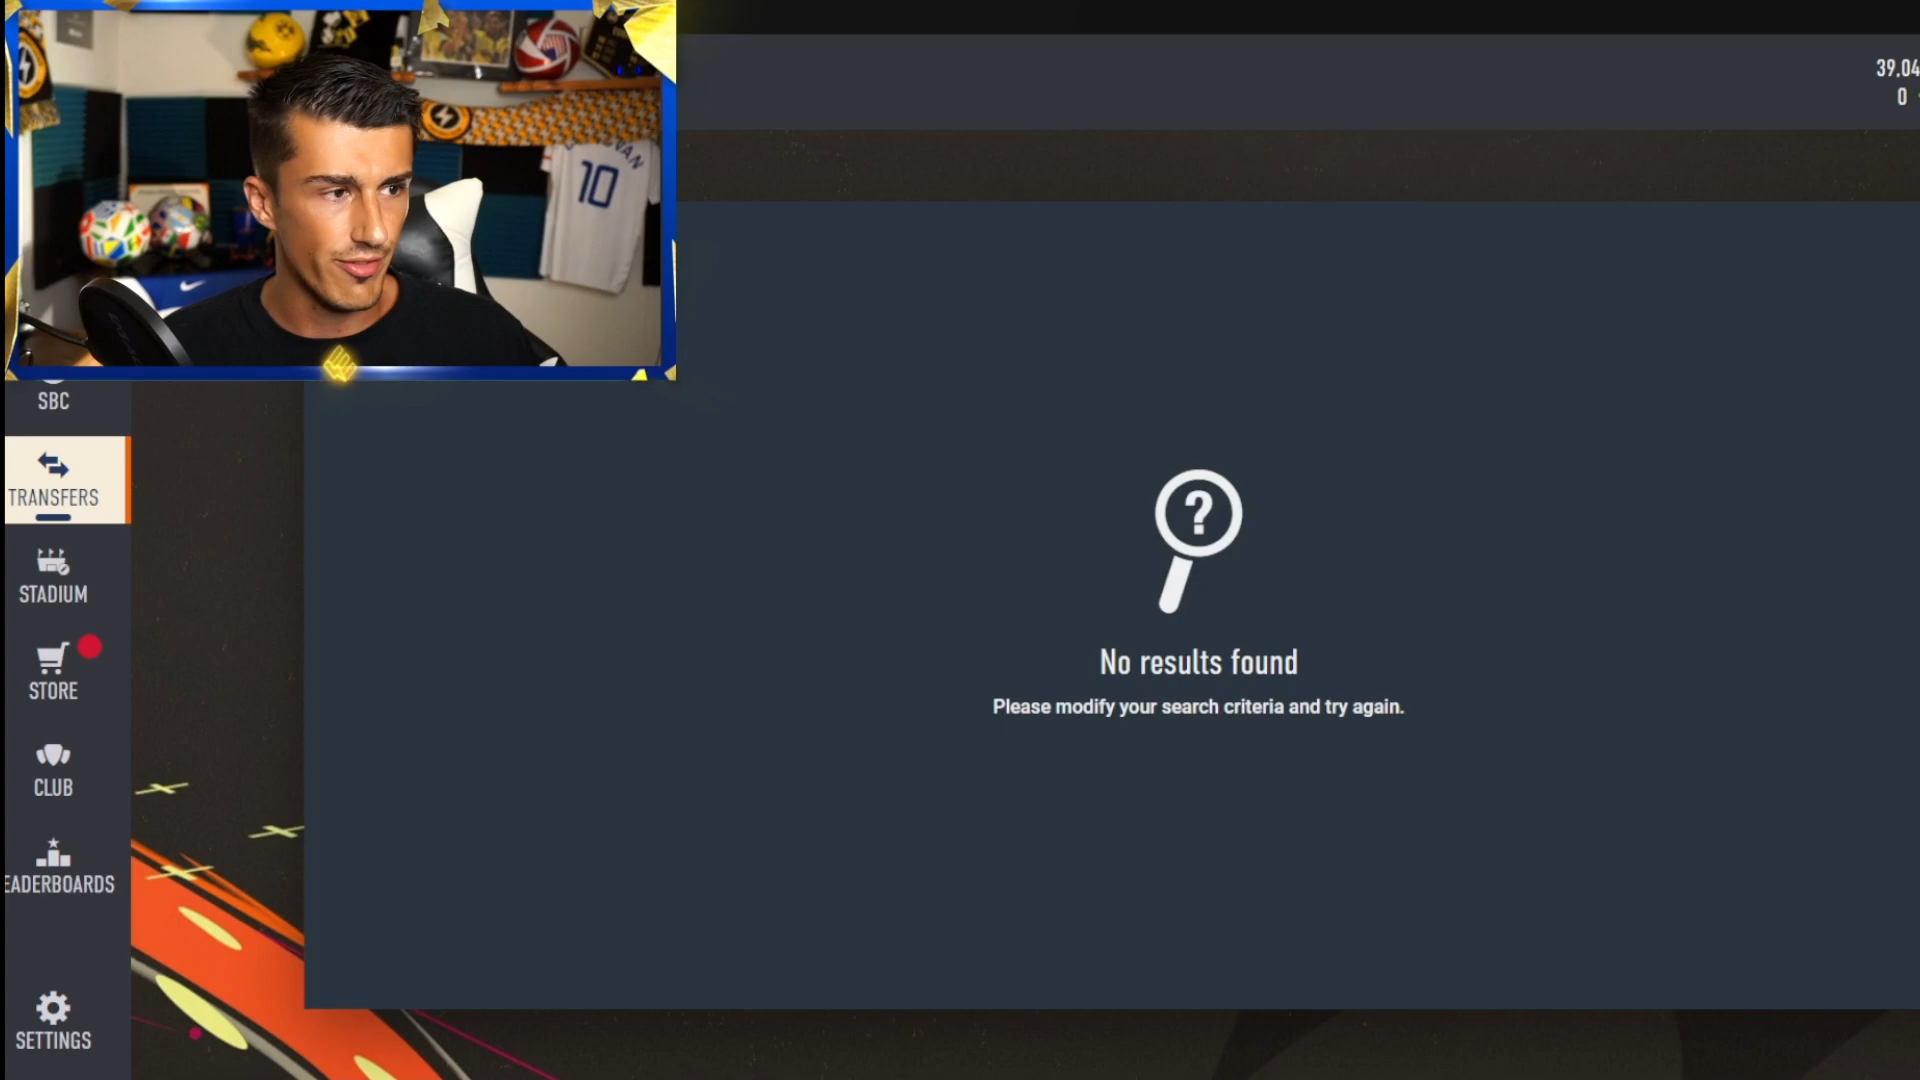 VAN
10
39.04
0
SBC
TRANSFERS
STADIUM
STORE
CLUB
EADERBOARDS
SETTINGS
No results found
Please modify your search criteria and try again.